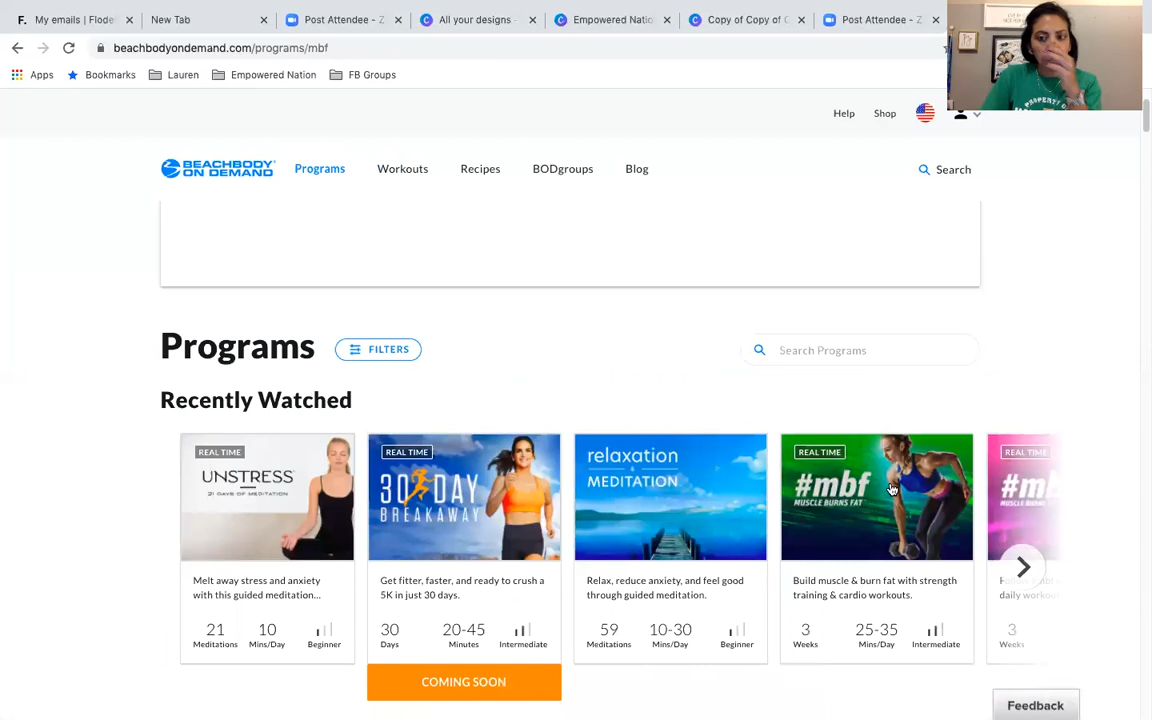 My emails | Flode
New Tab
Post Attendee - Z
All your designs -
Empowered Natio
Copy of Copy of C
Post Attendee - Z
beachbodyondemand.com/programs/mbf
Apps
Bookmarks
Lauren
Empowered Nation
FB Groups
Help
Shop
BEACHBODY
ON DEMAND
Programs
Workouts
Recipes
BODgroups
Blog
Search
Programs
FILTERS
Search Programs
Recently Watched
REAL TIME
UNSTRESS
21 DAYS OF MEDITATION
Melt away stress and anxiety
with this guided meditation...
21
Meditations
10
Mins/Day
Beginner
REAL TIME
30 DAY
BREAKAWAY
Get fitter, faster, and ready to crush a
5K in just 30 days.
30
Days
20-45
Minutes
Intermediate
COMING SOON
relaxation
&
MEDITATION
Relax, reduce anxiety, and feel good
through guided meditation.
59
Meditations
10-30
Mins/Day
Beginner
REAL TIME
#mbf
MUSCLE BURNS FAT
Build muscle & burn fat with strength
training & cardio workouts.
3
Weeks
25-35
Mins/Day
Intermediate
REAL TIME
#mb
MUSCLE BURNS
daily workou
3
Weeks
Feedback